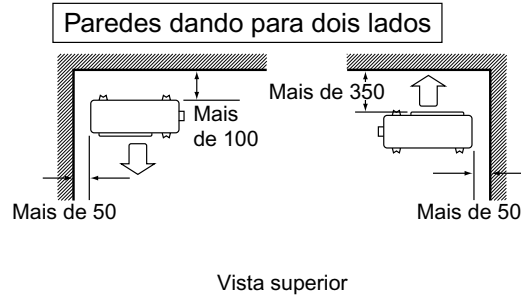 Paredes dando para dois lados
Mais
de 100
Mais de 350
Mais de 50
Mais de 50
Vista superior